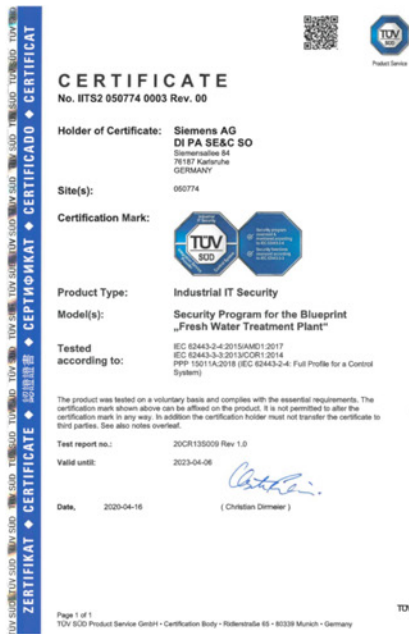 TÜV
SÜD
Product Service
CERTIFICATE
No. IITS2 050774 0003 Rev. 00
Holder of Certificate: Siemens AG
DI PA SE&C SO
Siemensallee 84
76187 Karlsruhe
GERMANY
Site(s): 050774
Certification Mark:
TÜV
SÜD
Product Type: Industrial IT Security
Model(s): Security Program for the Blueprint
„Fresh Water Treatment Plant“
Tested
according to:
IEC 62443-2-4:2015/AMD1:2017
IEC 62443-3-3:2013/COR1:2014
PPP 15011A:2018 (IEC 62443-2-4: Full Profile for a Control
System)
The product was tested on a voluntary basis and complies with the essential requirements. The
certification mark shown above can be affixed on the product. It is not permitted to alter the
certification mark in any way. In addition the certification holder must not transfer the certificate to
third parties. See also notes overleaf.
Test report no.: 20CR13S009 Rev 1.0
Valid until: 2023-04-06
Date, 2020-04-16
( Christian Dirmeier )
Page 1 of 1
TÜV SÜD Product Service GmbH • Certification Body • Ridlerstraße 65 • 80339 Munich • Germany
TÜV
ZERTIFIKAT ◆ CERTIFICATE ◆ 認證證書 ◆ СЕРТИФИКАТ ◆ CERTIFICADO ◆ CERTIFICAT